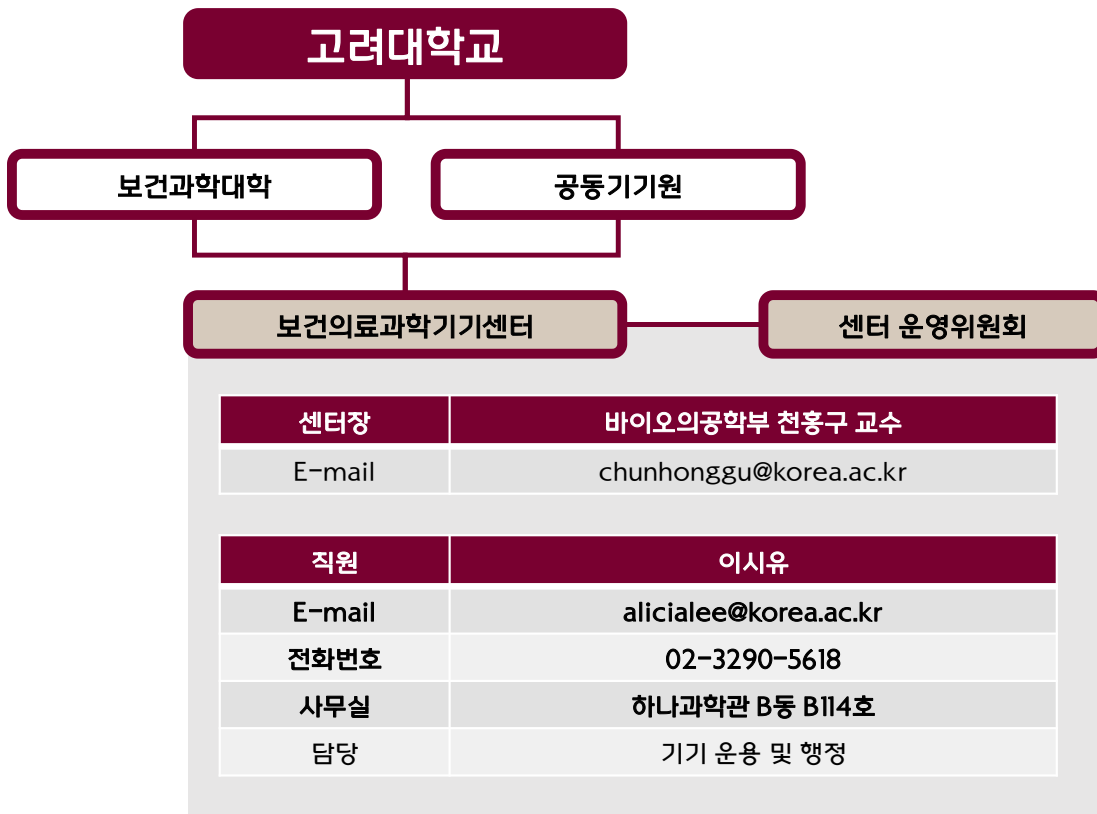 고려대학교
보건과학대학 공동기기원
보건의료과학기기센터 센터 운영위원회
센터장 바이오의공학부 천홍구 교수
E-mail chunhonggu@korea.ac.kr
직원 이시유
E-mail alicialee@korea.ac.kr
전화번호 02-3290-5618
사무실 하나과학관 B동 B114호
담당 기기 운용 및 행정